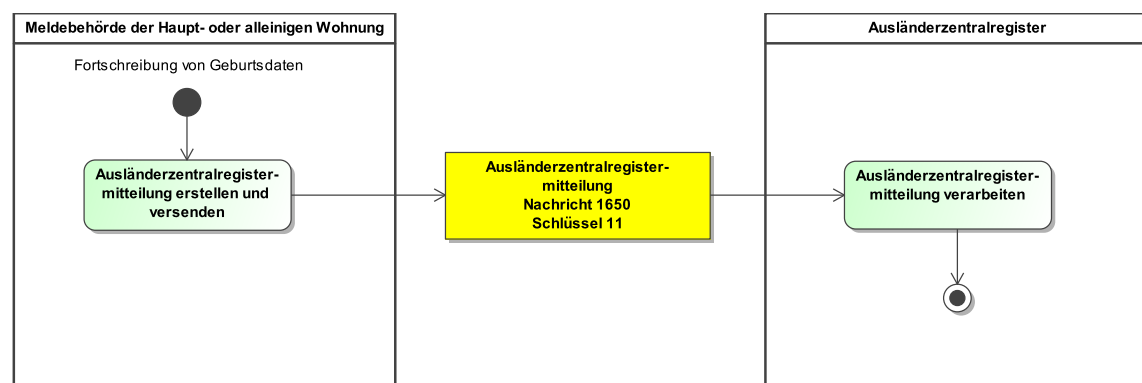 Meldebehörde der Haupt- oder alleinigen Wohnung
Ausländerzentralregister
Fortschreibung von Geburtsdaten
Ausländerzentralregister-
mitteilung erstellen und
versenden
Ausländerzentralregister-
mitteilung
Nachricht 1650
Schlüssel 11
Ausländerzentralregister-
mitteilung verarbeiten